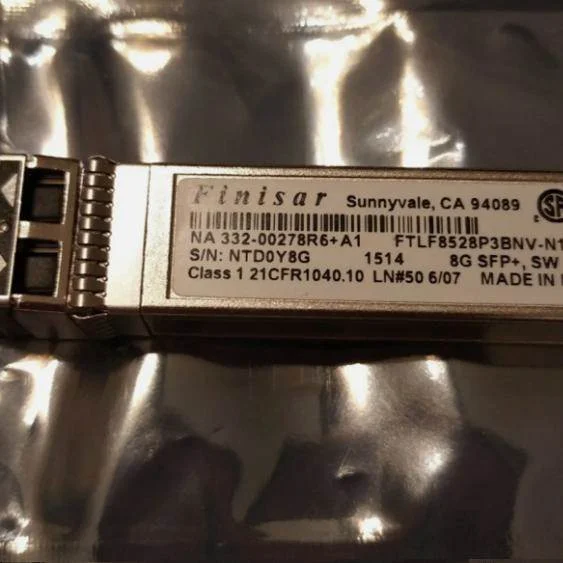 Finisar Sunnyvale, CA 94089
NA 332-00278R6+A1 FTLF8528P3BNV-N1
S/N: NTD0Y8G 1514 8G SFP+, SW
Class 1 21CFR1040.10 LN#50 6/07 MADE IN